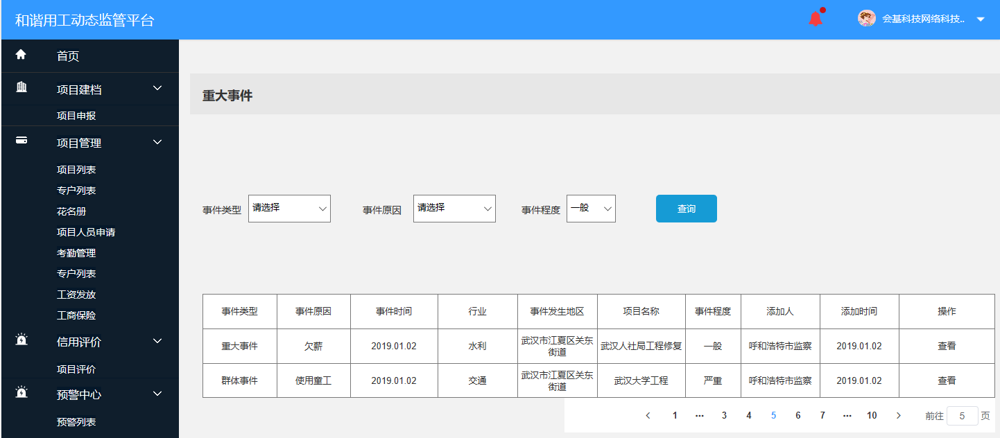 和谐用工动态监管平台
会基科技网络科技..
首页
项目建档
项目申报
项目管理
项目列表
专户列表
花名册
项目人员申请
考勤管理
专户列表
工资发放
工商保险
信用评价
项目评价
预警中心
预警列表
重大事件
事件类型 请选择 事件原因 请选择 事件程度 一般 查询
事件类型 事件原因 事件时间 行业 事件发生地区 项目名称 事件程度 添加人 添加时间 操作
重大事件 欠薪 2019.01.02 水利 武汉市江夏区关东街道 武汉人社局工程修复 一般 呼和浩特市监察 2019.01.02 查看
群体事件 使用童工 2019.01.02 交通 武汉市江夏区关东街道 武汉大学工程 严重 呼和浩特市监察 2019.01.02 查看
1 ··· 3 4 5 6 7 ··· 10 前往 5 页